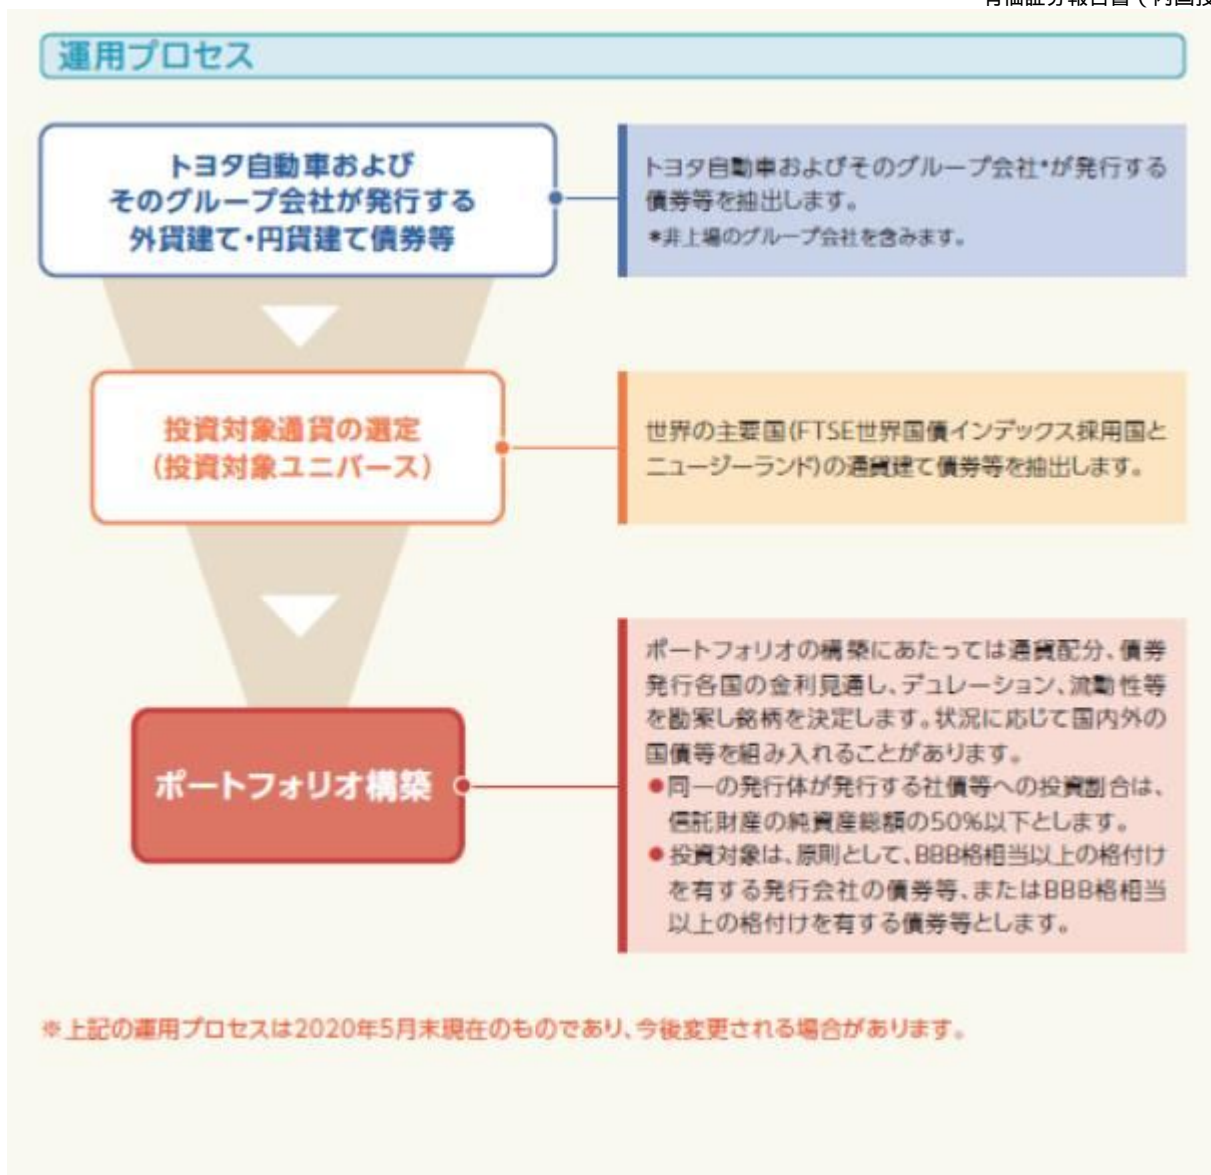 運用プロセス
トヨタ自動車および
そのグループ会社が発行する
外貨建て・円貨建て債券等
トヨタ自動車およびそのグループ会社*が発行する
債券等を抽出します。
*非上場のグループ会社を含みます。
投資対象通貨の選定
(投資対象ユニバース)
世界の主要国(FTSE世界国債インデックス採用国と
ニュージーランド)の通貨建て債券等を抽出します。
ポートフォリオ構築
ポートフォリオの構築にあたっては通貨配分、債券
発行各国の金利見通し、デュレーション、流動性等
を勘案し銘柄を決定します。状況に応じて国内外の
国債等を組み入れることがあります。
●同一の発行体が発行する社債等への投資割合は、
信託財産の純資産総額の50%以下とします。
●投資対象は、原則として、BBB格相当以上の格付け
を有する発行会社の債券等、またはBBB格相当
以上の格付けを有する債券等とします。
※上記の運用プロセスは2020年5月末現在のものであり、今後変更される場合があります。